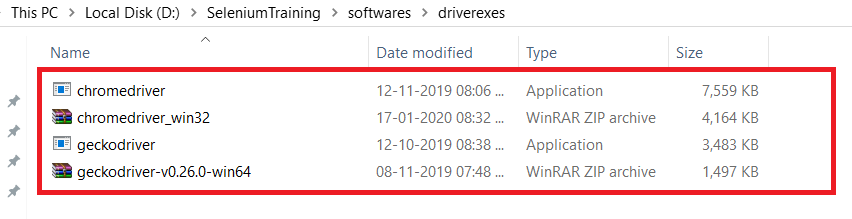 This PC > Local Disk (D:) > SeleniumTraining > softwares > driverexes
Name Date modified Type Size
chromedriver 12-11-2019 08:06 ... Application 7,559 KB
chromedriver_win32 17-01-2020 08:32 ... WinRAR ZIP archive 4,164 KB
geckodriver 12-10-2019 08:38 ... Application 3,483 KB
geckodriver-v0.26.0-win64 08-11-2019 07:48 ... WinRAR ZIP archive 1,497 KB